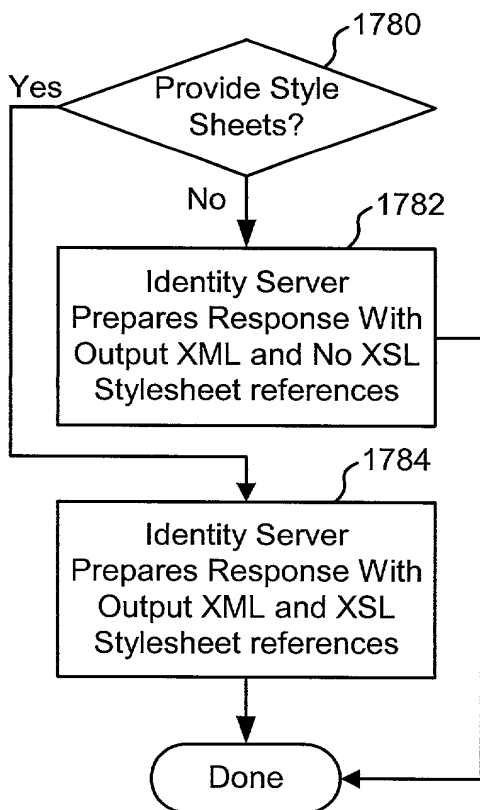 1780
Yes
Provide Style
Sheets?
No
1782
Identity Server
Prepares Response With
Output XML and No XSL
Stylesheet references
1784
Identity Server
Prepares Response With
Output XML and XSL
Stylesheet references
Done